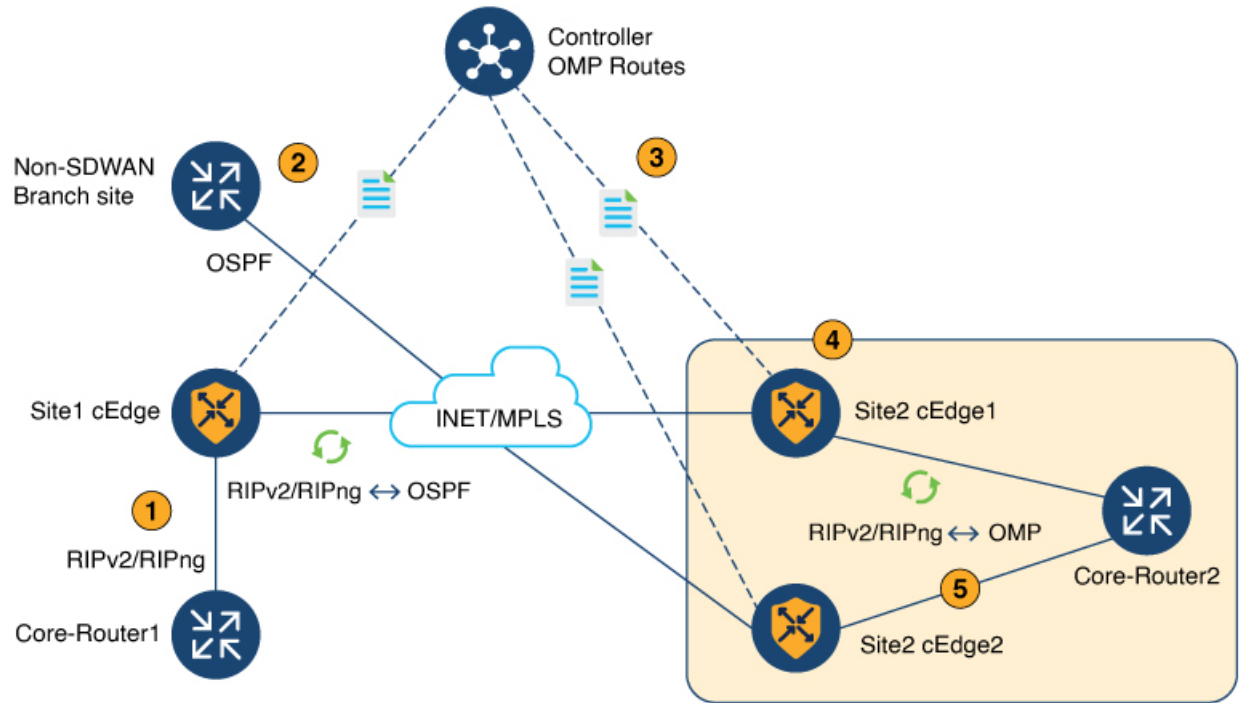 Controller
OMP Routes
Non-SDWAN
Branch site
2
3
OSPF
4
Site1 cEdge
INET/MPLS
Site2 cEdge1
RIPv2/RIPng ↔ OSPF
1
RIPv2/RIPng
RIPv2/RIPng ↔ OMP
Core-Router2
5
Core-Router1
Site2 cEdge2